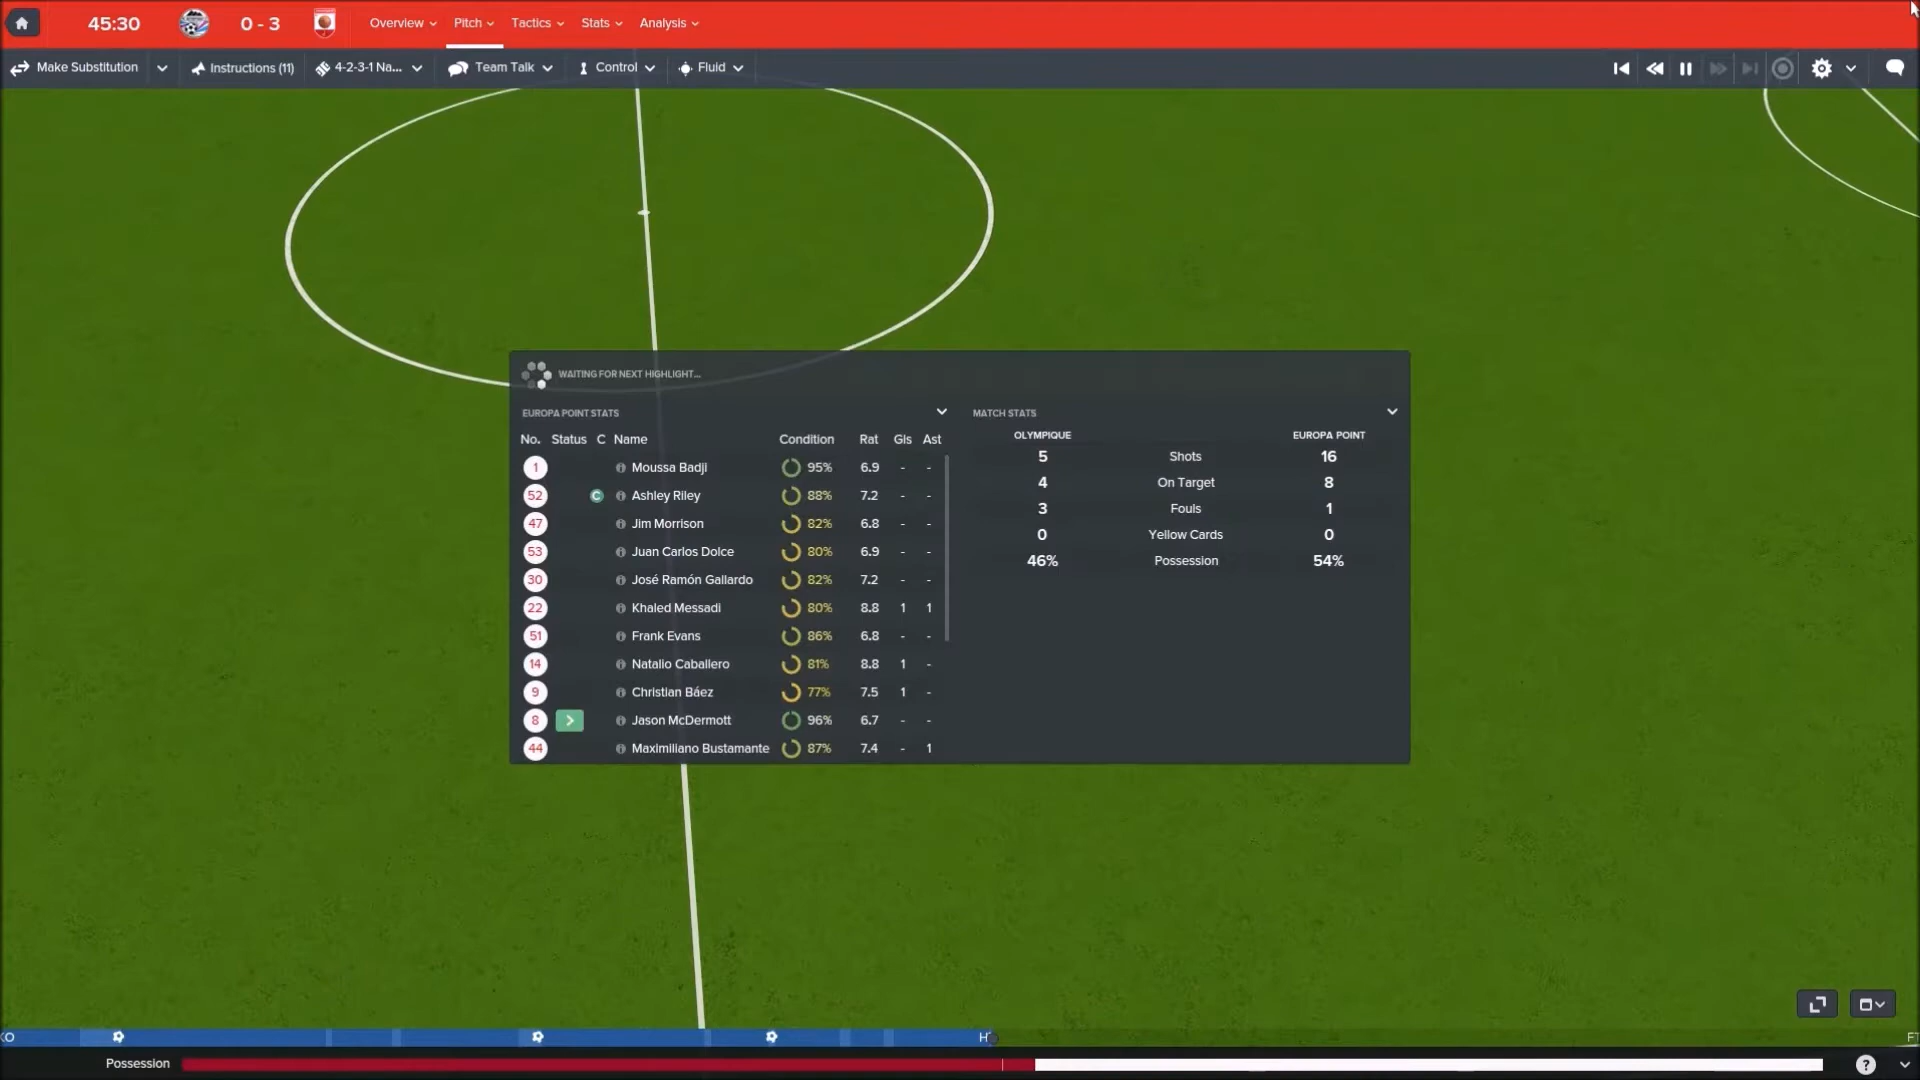 45:30 0 - 3 Overview Pitch Tactics Stats Analysis
Make Substitution Instructions (11) 4-2-3-1 Na... Team Talk Control Fluid
WAITING FOR NEXT HIGHLIGHT...
EUROPA POINT STATS
No. Status C Name Condition Rat Gls Ast
1 Moussa Badji 95% 6.9 - -
52 C Ashley Riley 88% 7.2 - -
47 Jim Morrison 82% 6.8 - -
53 Juan Carlos Dolce 80% 6.9 - -
30 José Ramón Gallardo 82% 7.2 - -
22 Khaled Messadi 80% 8.8 1 1
51 Frank Evans 86% 6.8 - -
14 Natalio Caballero 81% 8.8 1 -
9 Christian Báez 77% 7.5 1 -
8 Jason McDermott 96% 6.7 - -
44 Maximiliano Bustamante 87% 7.4 - 1
MATCH STATS
OLYMPIQUE EUROPA POINT
5 Shots 16
4 On Target 8
3 Fouls 1
0 Yellow Cards 0
46% Possession 54%
Possession ?